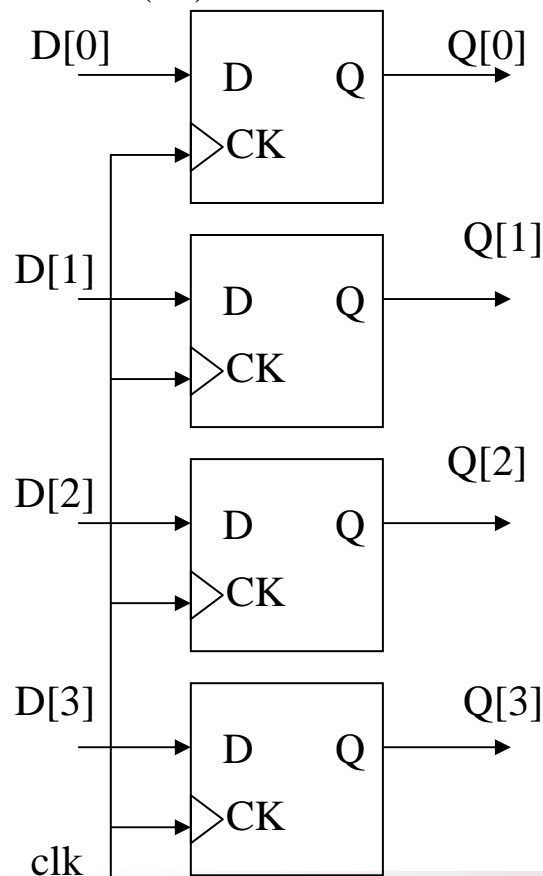 D[0] D Q Q[0]
CK
D[1] D Q Q[1]
CK
D[2] D Q Q[2]
CK
D[3] D Q Q[3]
CK
clk